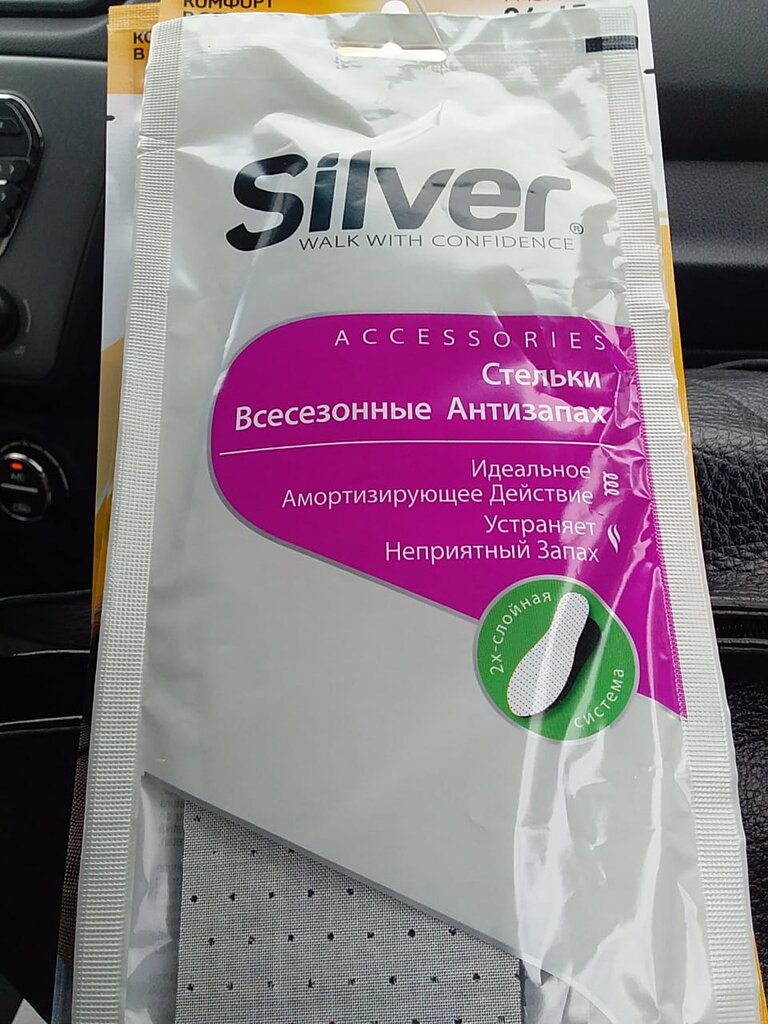 КОМФОРТ
Silver®
WALK WITH CONFIDENCE
ACCESSORIES
Стельки
Всесезонные Антизапах
Идеальное
Амортизирующее Действие
Устраняет
Неприятный Запах
2х-слойная
система